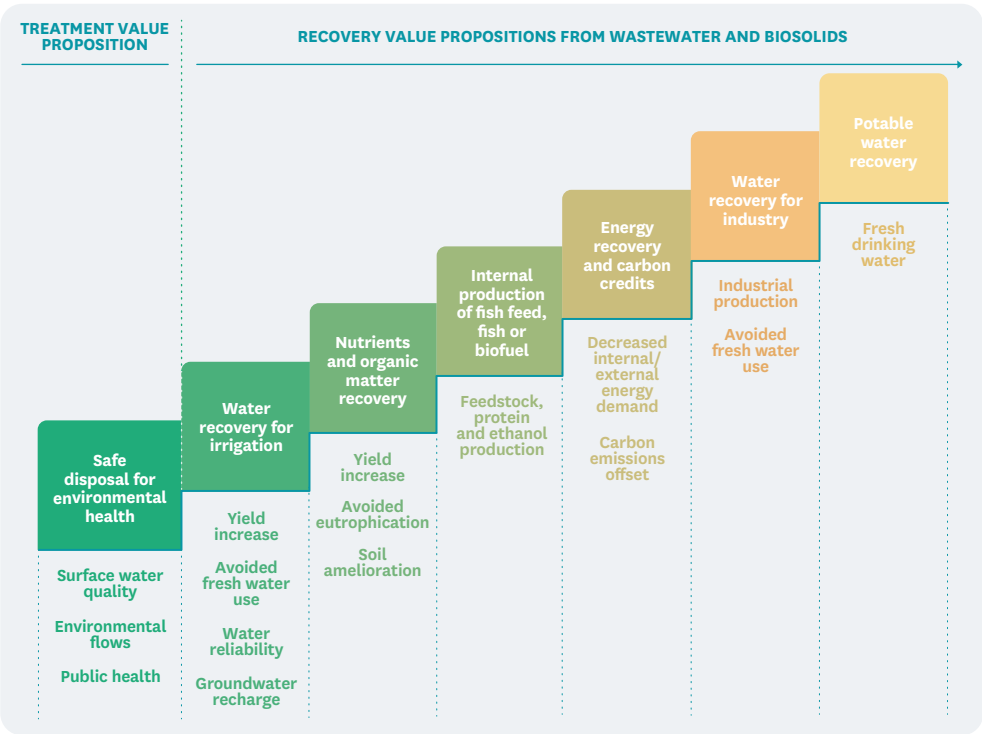 TREATMENT VALUE
PROPOSITION
RECOVERY VALUE PROPOSITIONS FROM WASTEWATER AND BIOSOLIDS
Safe
disposal for
environmental
health
Surface water
quality
Environmental
flows
Public health
Water
recovery for
irrigation
Yield
increase
Avoided
fresh water
use
Water
reliability
Groundwater
recharge
Nutrients
and organic
matter
recovery
Yield
increase
Avoided
eutrophication
Soil
amelioration
Internal
production
of fish feed,
fish or
biofuel
Feedstock,
protein
and ethanol
production
Energy
recovery
and carbon
credits
Decreased
internal/
external
energy
demand
Carbon
emissions
offset
Water
recovery for
industry
Industrial
production
Avoided
fresh water
use
Potable
water
recovery
Fresh
drinking
water